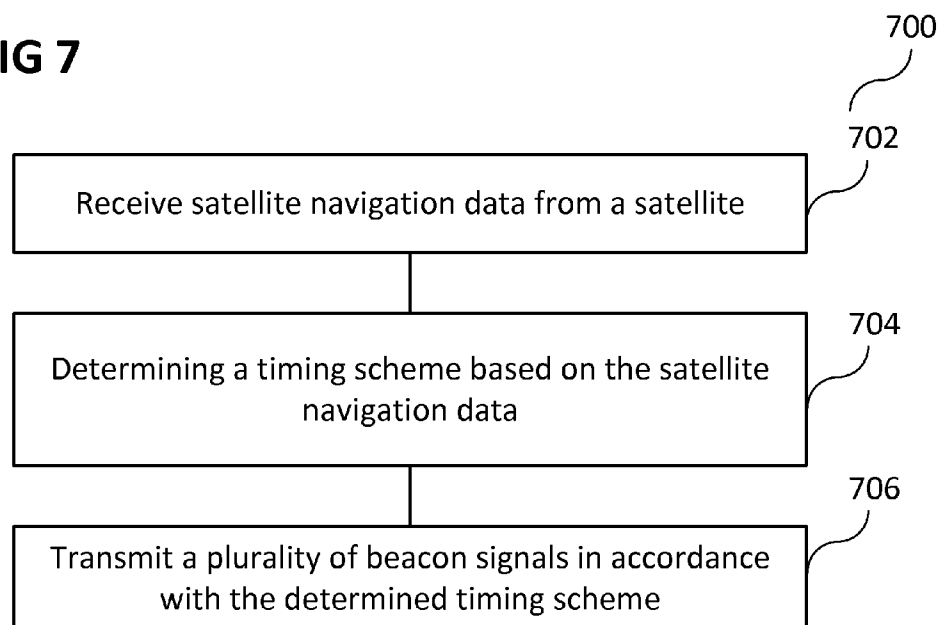 IG 7
700
702
Receive satellite navigation data from a satellite
704
Determining a timing scheme based on the satellite
navigation data
706
Transmit a plurality of beacon signals in accordance
with the determined timing scheme